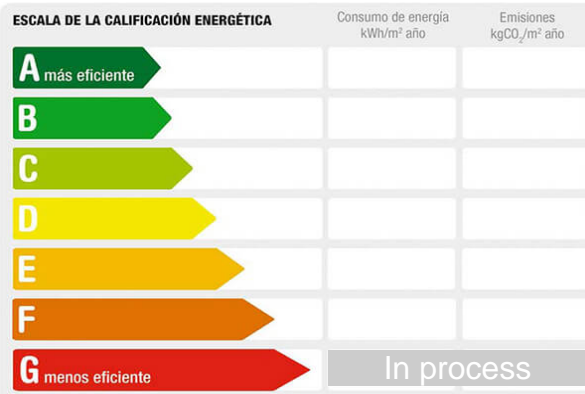 ESCALA DE LA CALIFICACIÓN ENERGÉTICA
Consumo de energía
kWh/m² año
Emisiones
kgCO₂/m² año
A más eficiente
B
C
D
E
F
G menos eficiente
In process